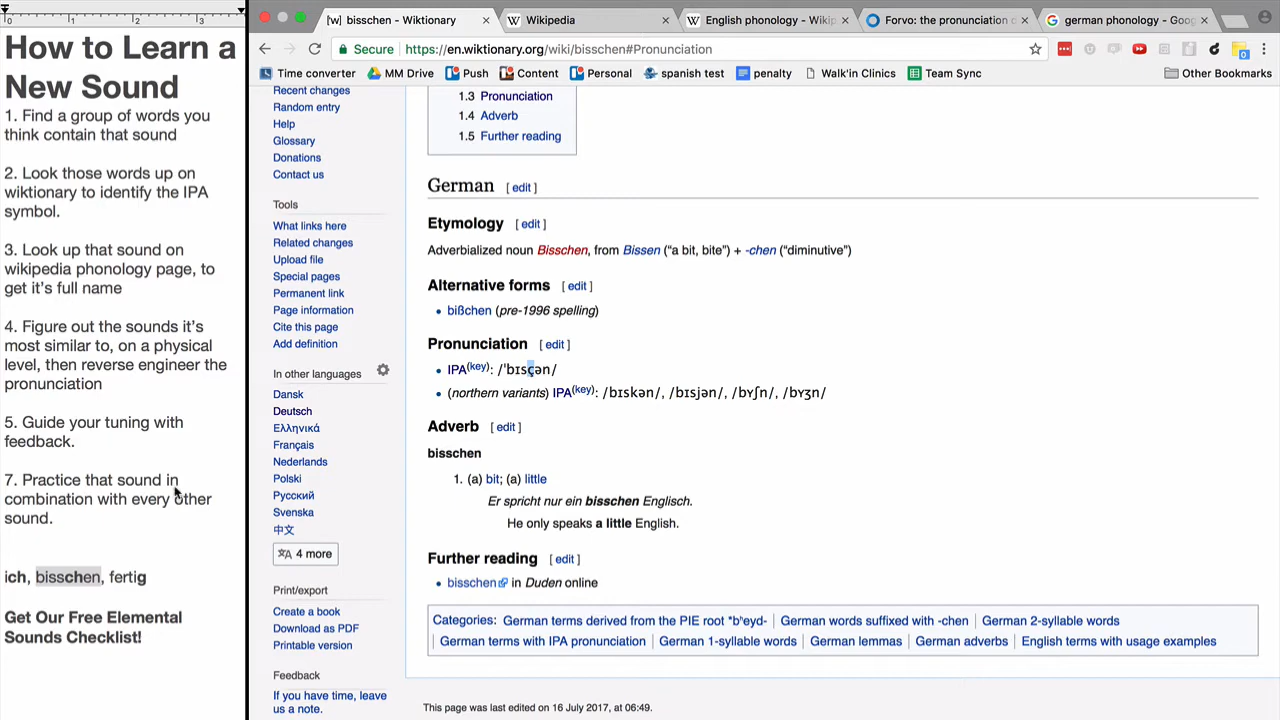 0 1 2 3
How to Learn a
New Sound
1. Find a group of words you
think contain that sound
2. Look those words up on
wiktionary to identify the IPA
symbol.
3. Look up that sound on
wikipedia phonology page, to
get it's full name
4. Figure out the sounds it's
most similar to, on a physical
level, then reverse engineer the
pronunciation
5. Guide your tuning with
feedback.
7. Practice that sound in
combination with every other
sound.
ich, bisschen, fertig
Get Our Free Elemental
Sounds Checklist!
[w] bisschen - Wiktionary
W Wikipedia
W English phonology - Wikip
Forvo: the pronunciation d
G german phonology - Goog
Secure https://en.wiktionary.org/wiki/bisschen#Pronunciation
Time converter MM Drive Push Content Personal spanish test penalty Walk'in Clinics Team Sync Other Bookmarks
Recent changes
Random entry
Help
Glossary
Donations
Contact us
Tools
What links here
Related changes
Upload file
Special pages
Permanent link
Page information
Cite this page
Add definition
In other languages
Dansk
Deutsch
Ελληνικά
Français
Nederlands
Polski
Русский
Svenska
中文
4 more
Print/export
Create a book
Download as PDF
Printable version
Feedback
If you have time, leave
us a note.
1.3 Pronunciation
1.4 Adverb
1.5 Further reading
German [ edit ]
Etymology [ edit ]
Adverbialized noun Bisschen, from Bissen (“a bit, bite”) + -chen (“diminutive”)
Alternative forms [ edit ]
• bißchen (pre-1996 spelling)
Pronunciation [ edit ]
• IPA(key): /ˈbɪsçən/
• (northern variants) IPA(key): /bɪskən/, /bɪsjən/, /bʏʃn/, /bʏʒn/
Adverb [ edit ]
bisschen
1. (a) bit; (a) little
Er spricht nur ein bisschen Englisch.
He only speaks a little English.
Further reading [ edit ]
• bisschen in Duden online
Categories: German terms derived from the PIE root *bʰeyd- | German words suffixed with -chen | German 2-syllable words
| German terms with IPA pronunciation | German 1-syllable words | German lemmas | German adverbs | English terms with usage examples
This page was last edited on 16 July 2017, at 06:49.